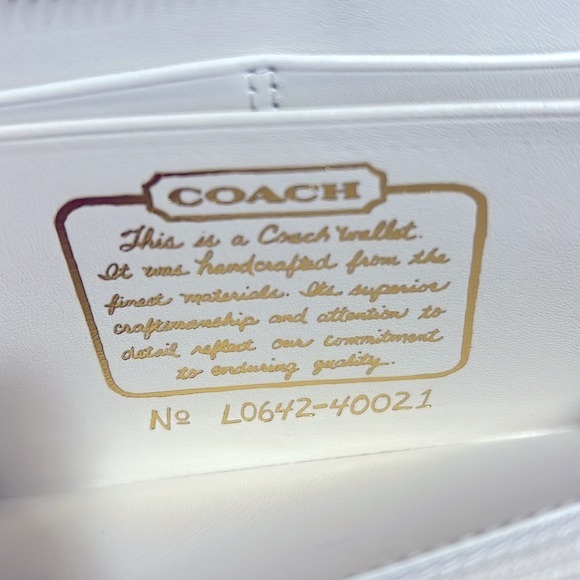 COACH
This is a Coach Wallet.
It was handcrafted from the
finest materials. Its superior
craftsmanship and attention to
detail reflect our commitment
to enduring quality.
Nº L0642-40021